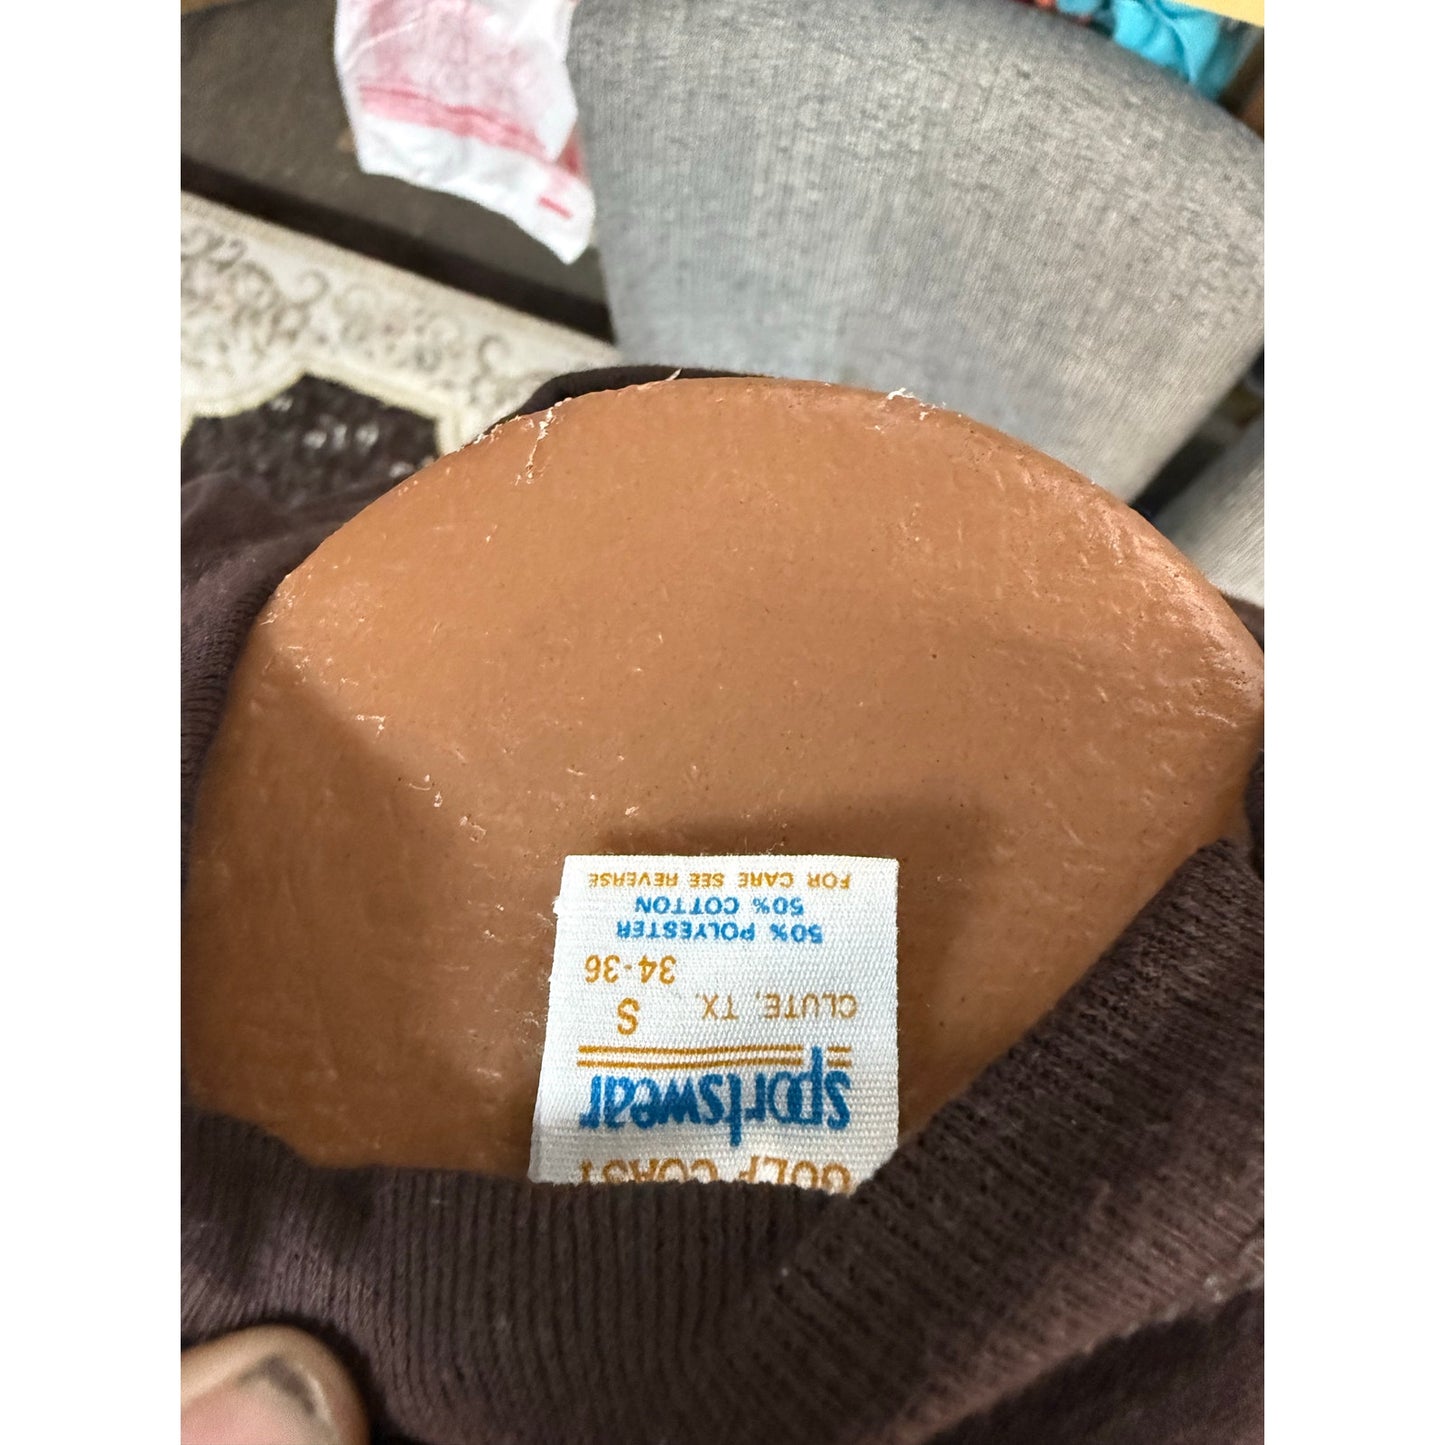 GULF COAST
sportswear
CLUTE, TX. S
34-36
50% POLYESTER
50% COTTON
FOR CARE SEE REVERSE